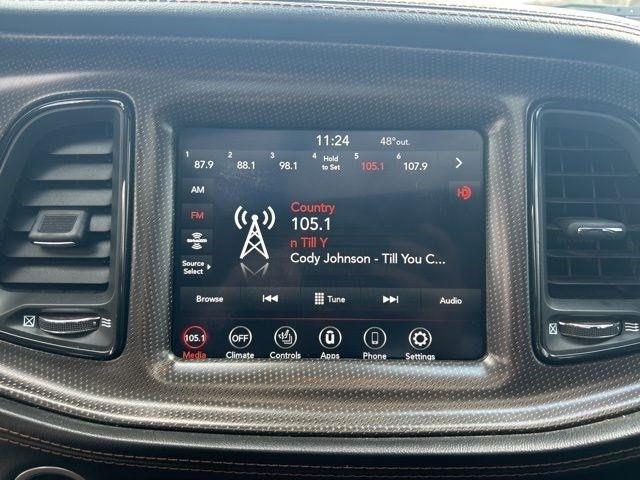 11:24 48°out.
1 87.9 2 88.1 3 98.1 4 Hold to Set 5 105.1 6 107.9
AM
FM
SiriusXM
Source Select
HD
Country
105.1
n Till Y
Cody Johnson - Till You C...
Browse Tune Audio
105.1 OFF
Media Climate Controls Apps Phone Settings